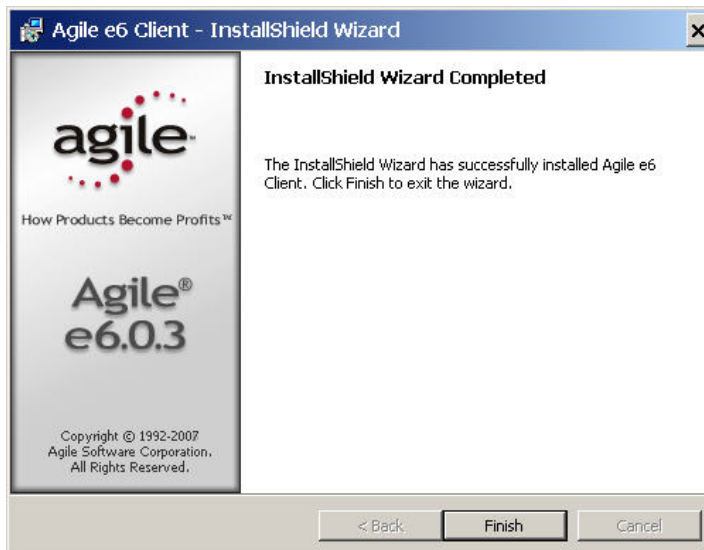 Agile e6 Client - InstallShield Wizard
agile™
How Products Become Profits™
Agile®
e6.0.3
Copyright © 1992-2007
Agile Software Corporation.
All Rights Reserved.
InstallShield Wizard Completed
The InstallShield Wizard has successfully installed Agile e6
Client. Click Finish to exit the wizard.
< Back
Finish
Cancel